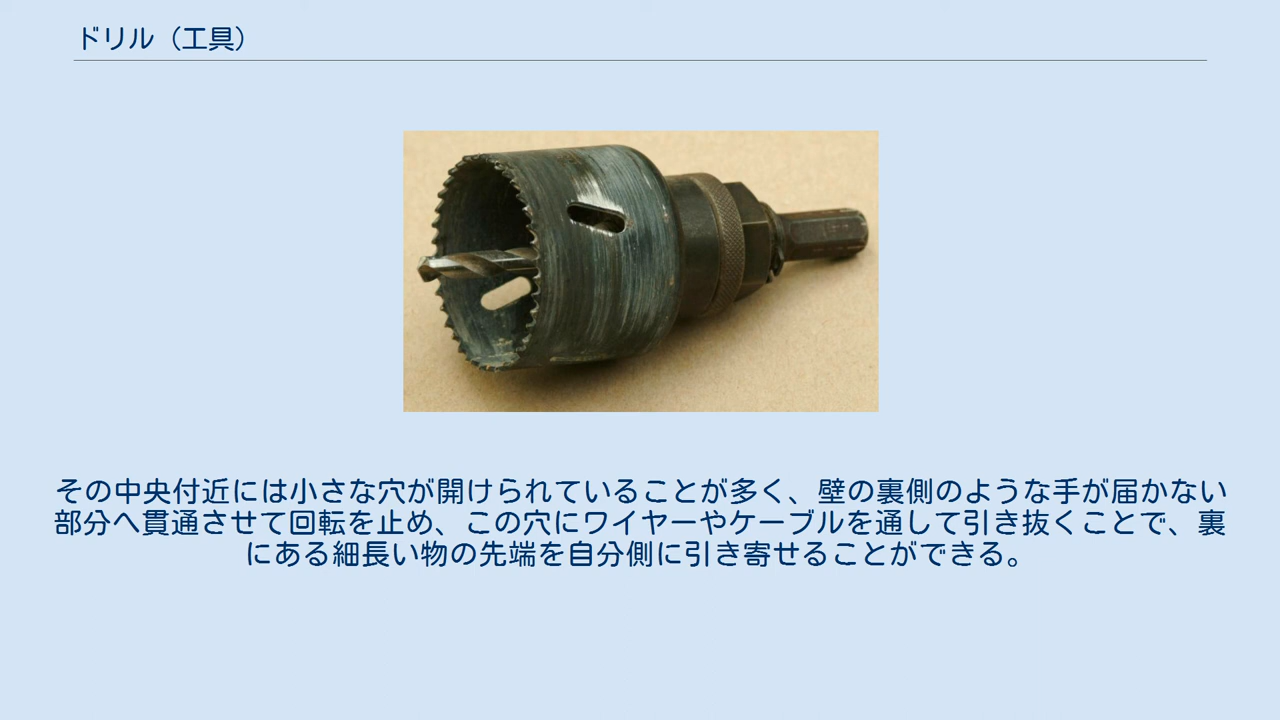 ドリル（工具）
その中央付近には小さな穴が開けられていることが多く、壁の裏側のような手が届かない
部分へ貫通させて回転を止め、この穴にワイヤーやケーブルを通して引き抜くことで、裏
にある細長い物の先端を自分側に引き寄せることができる。